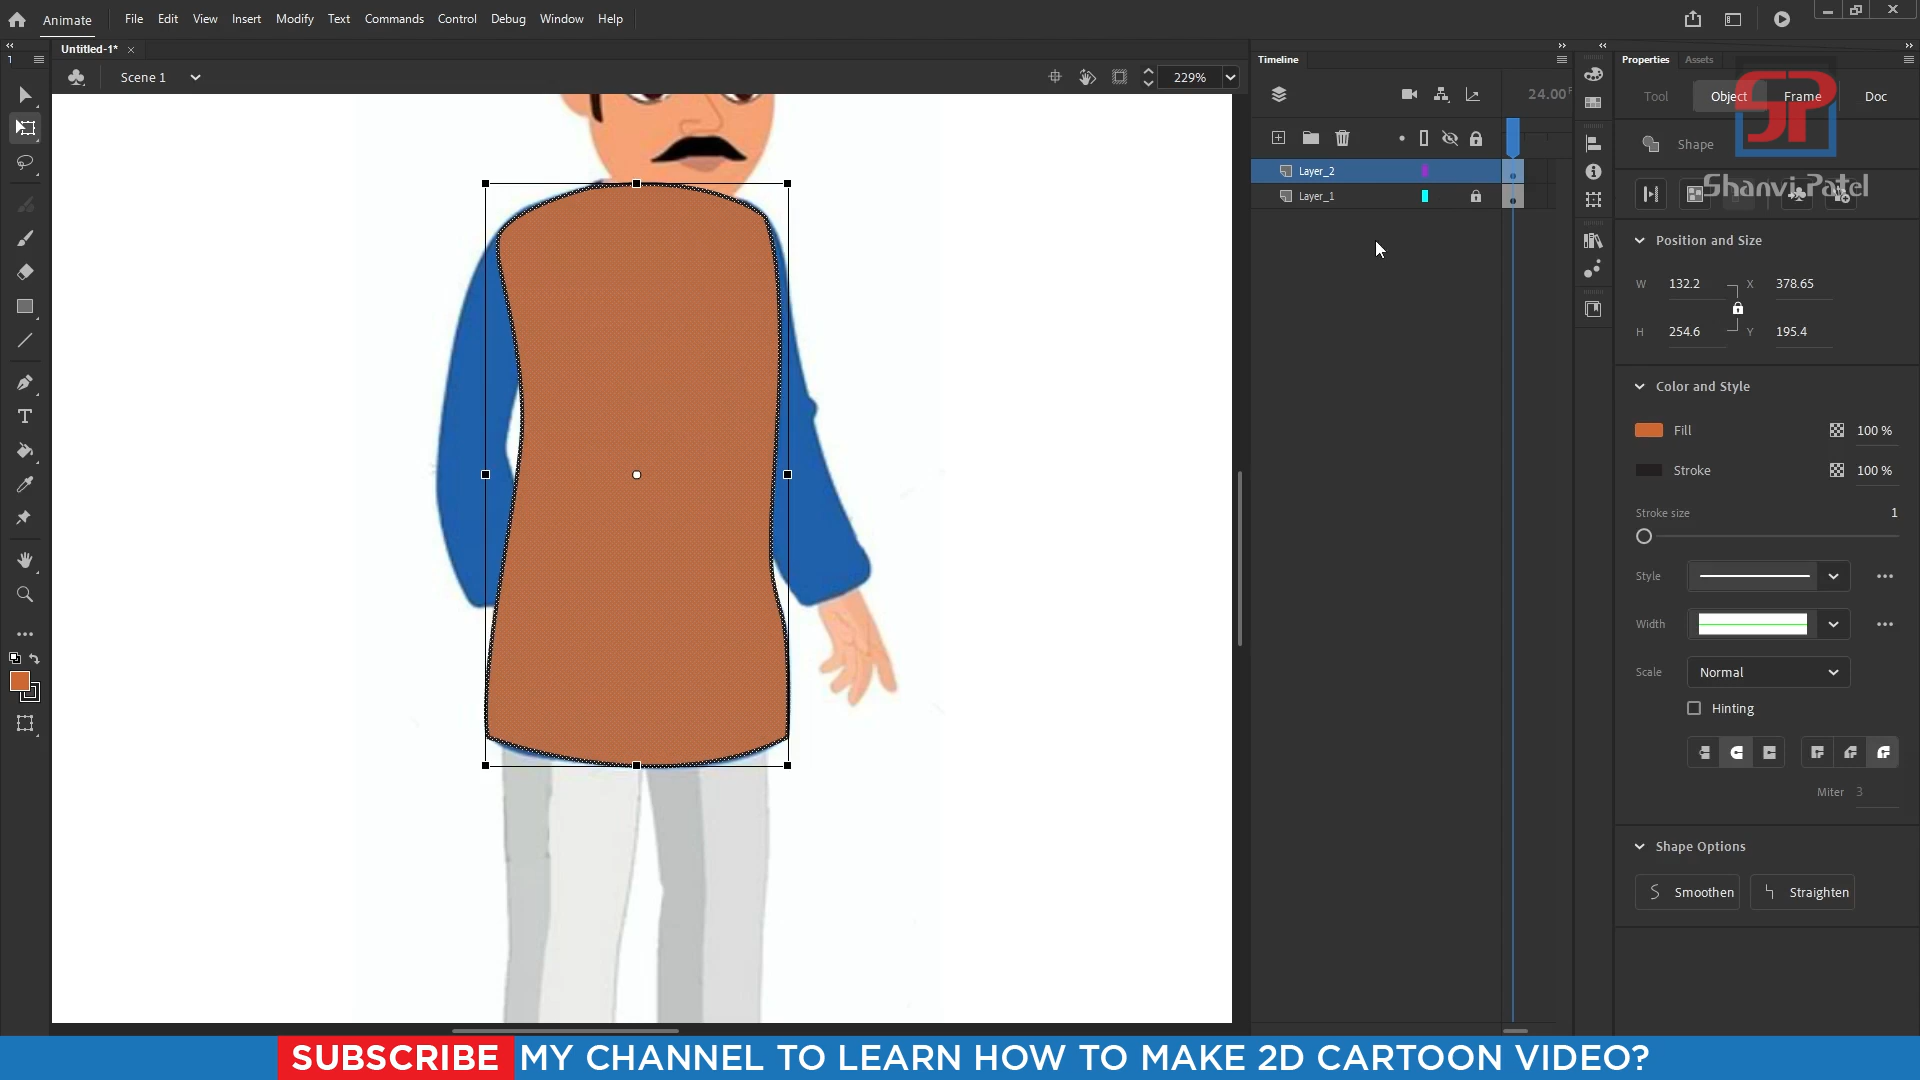 Animate
File Edit View Insert Modify Text Commands Control Debug Window Help
1
Untitled-1* ×
Scene 1
229%
Timeline
24.00
Layer_2
Layer_1
Properties Assets
Tool Object Frame Doc
SP
Shanvi Patel
Shape
Position and Size
W 132.2 X 378.65
H 254.6 Y 195.4
Color and Style
Fill 100 %
Stroke 100 %
Stroke size 1
Style
Width
Scale Normal
Hinting
Miter 3
Shape Options
Smoothen Straighten
SUBSCRIBE MY CHANNEL TO LEARN HOW TO MAKE 2D CARTOON VIDEO?